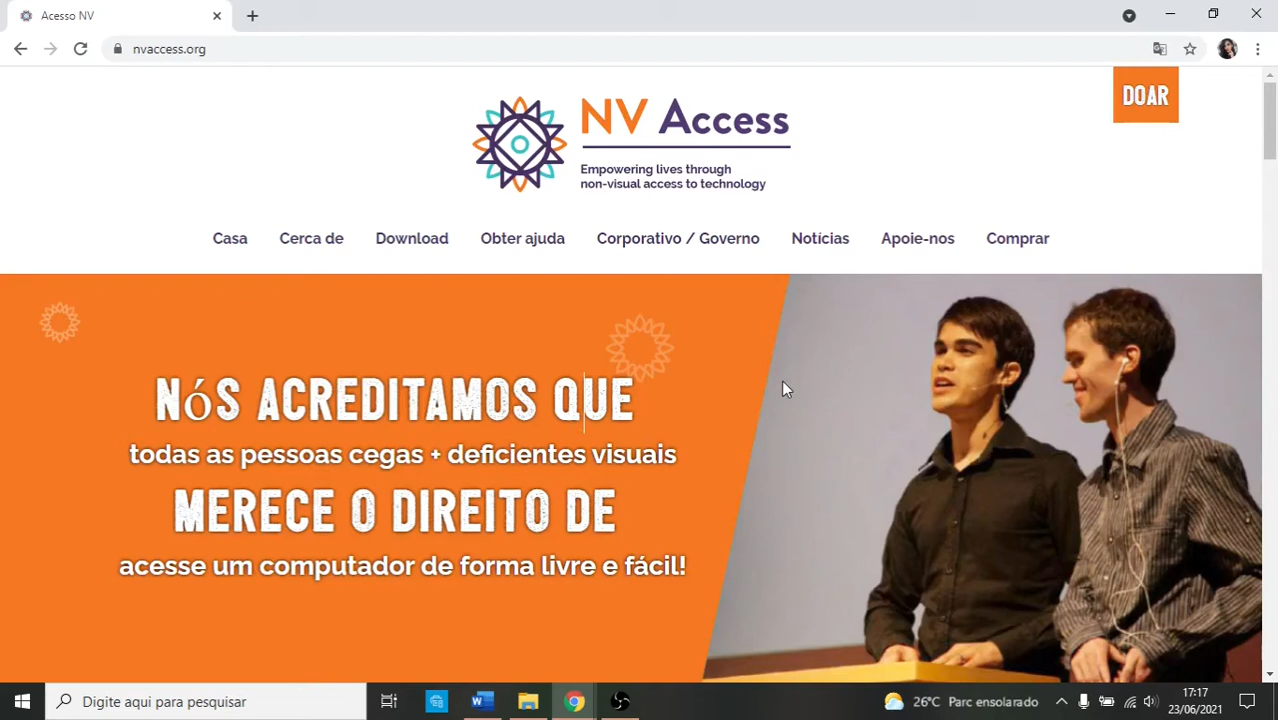 Acesso NV
nvaccess.org
DOAR
NV Access
Empowering lives through
non-visual access to technology
Casa Cerca de Download Obter ajuda Corporativo / Governo Notícias Apoie-nos Comprar
NóS ACREDITAMOS QUE
todas as pessoas cegas + deficientes visuais
MERECE O DIREITO DE
acesse um computador de forma livre e fácil!
Digite aqui para pesquisar
26°C Parc ensolarado
17:17
23/06/2021